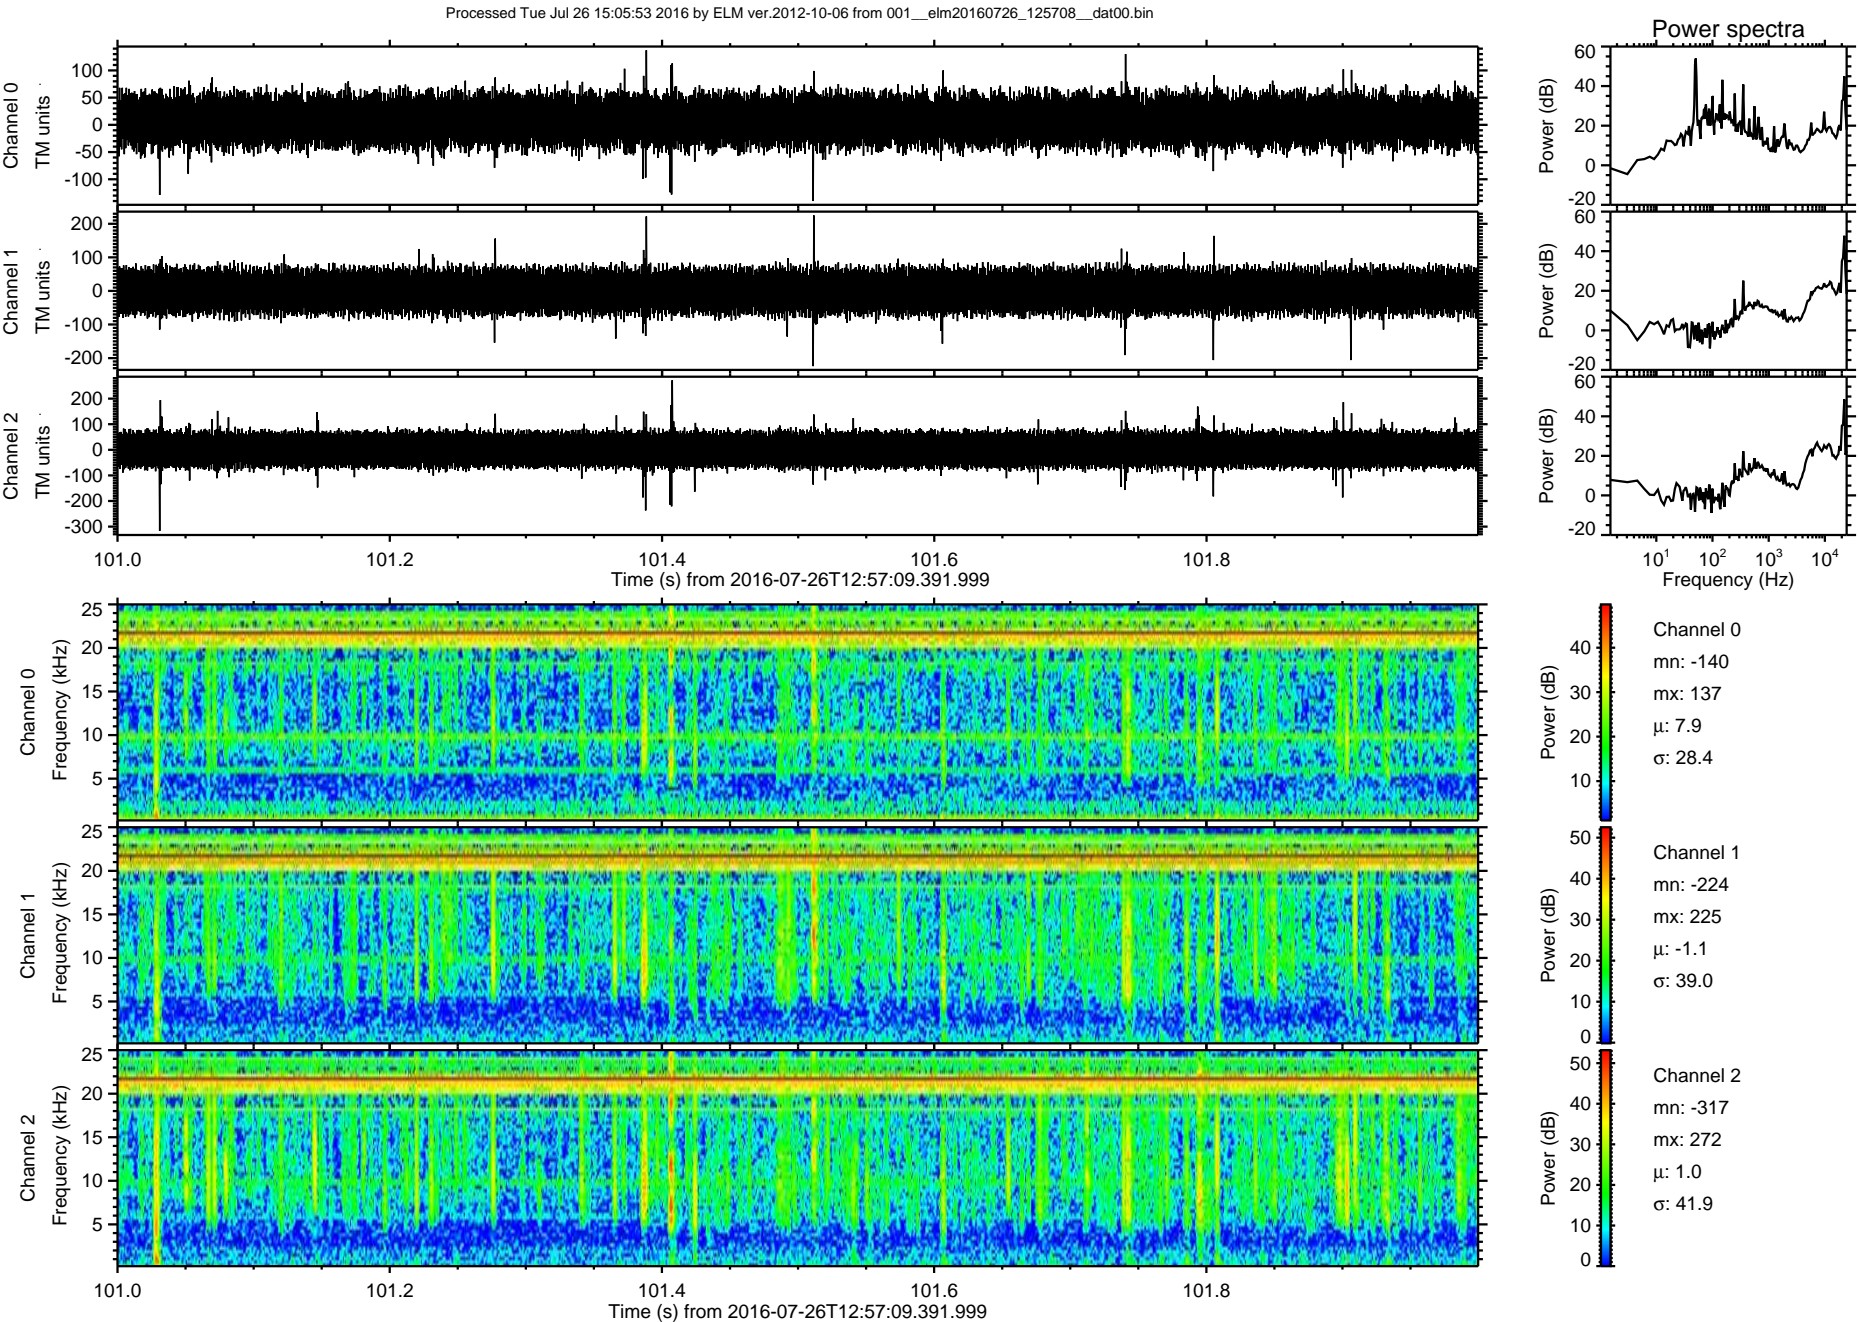 Processed Tue Jul 26 15:05:53 2016 by ELM ver.2012-10-06 from 001__elm20160726_125708__dat00.bin
Power spectra
Channel 0
TM units
100
50
0
-50
-100
Power (dB)
60
40
20
0
-20
Channel 1
TM units
200
100
0
-100
-200
Power (dB)
60
40
20
0
-20
Channel 2
TM units
200
100
0
-100
-200
-300
Power (dB)
60
40
20
0
-20
101.0 101.2 101.4 101.6 101.8
Time (s) from 2016-07-26T12:57:09.391.999
10^1 10^2 10^3 10^4
Frequency (Hz)
Channel 0
Frequency (kHz)
25
20
15
10
5
Power (dB)
40
30
20
10
Channel 0
mn: -140
mx: 137
μ: 7.9
σ: 28.4
Channel 1
Frequency (kHz)
25
20
15
10
5
Power (dB)
50
40
30
20
10
0
Channel 1
mn: -224
mx: 225
μ: -1.1
σ: 39.0
Channel 2
Frequency (kHz)
25
20
15
10
5
Power (dB)
50
40
30
20
10
0
Channel 2
mn: -317
mx: 272
μ: 1.0
σ: 41.9
101.0 101.2 101.4 101.6 101.8
Time (s) from 2016-07-26T12:57:09.391.999